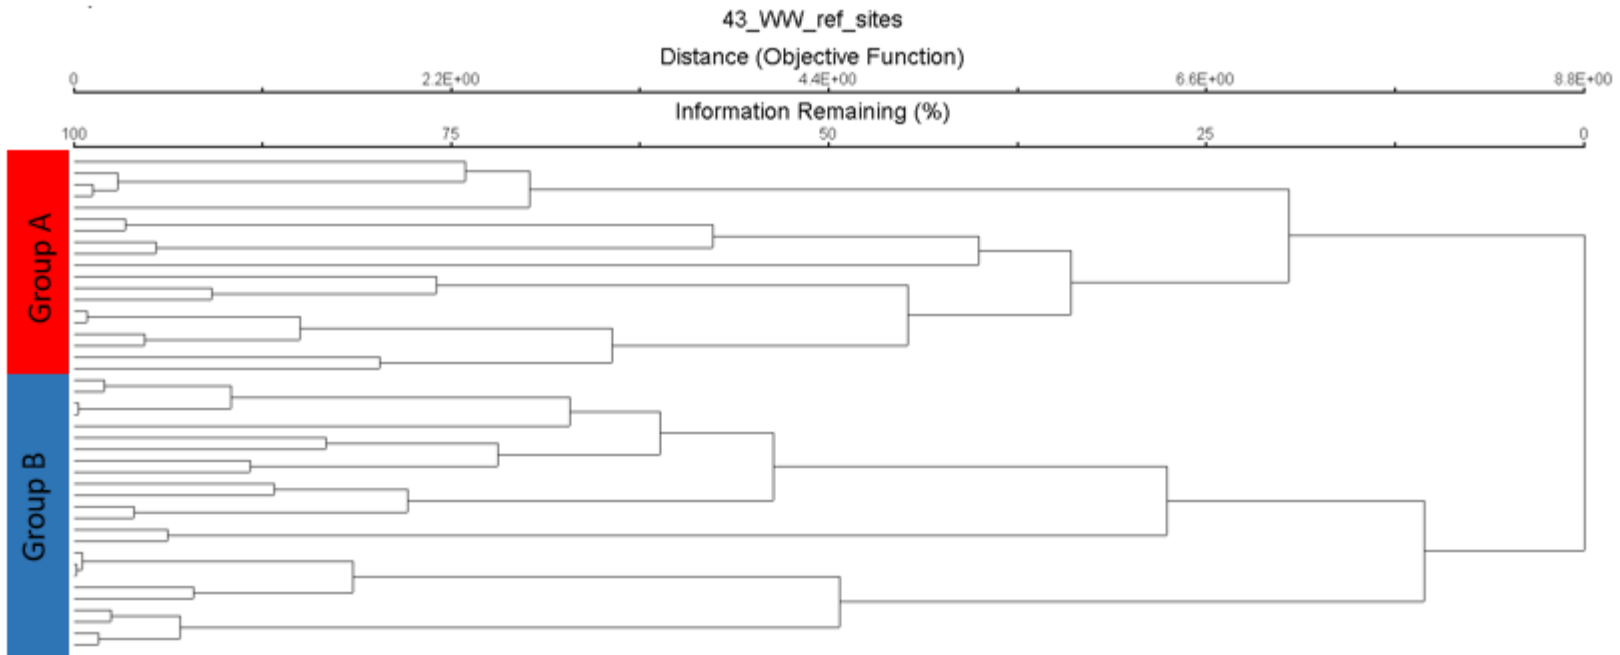 43_WW_ref_sites
Distance (Objective Function)
0 2.2E+00 4.4E+00 6.6E+00 8.8E+00
Information Remaining (%)
100 75 50 25 0
Group A
Group B